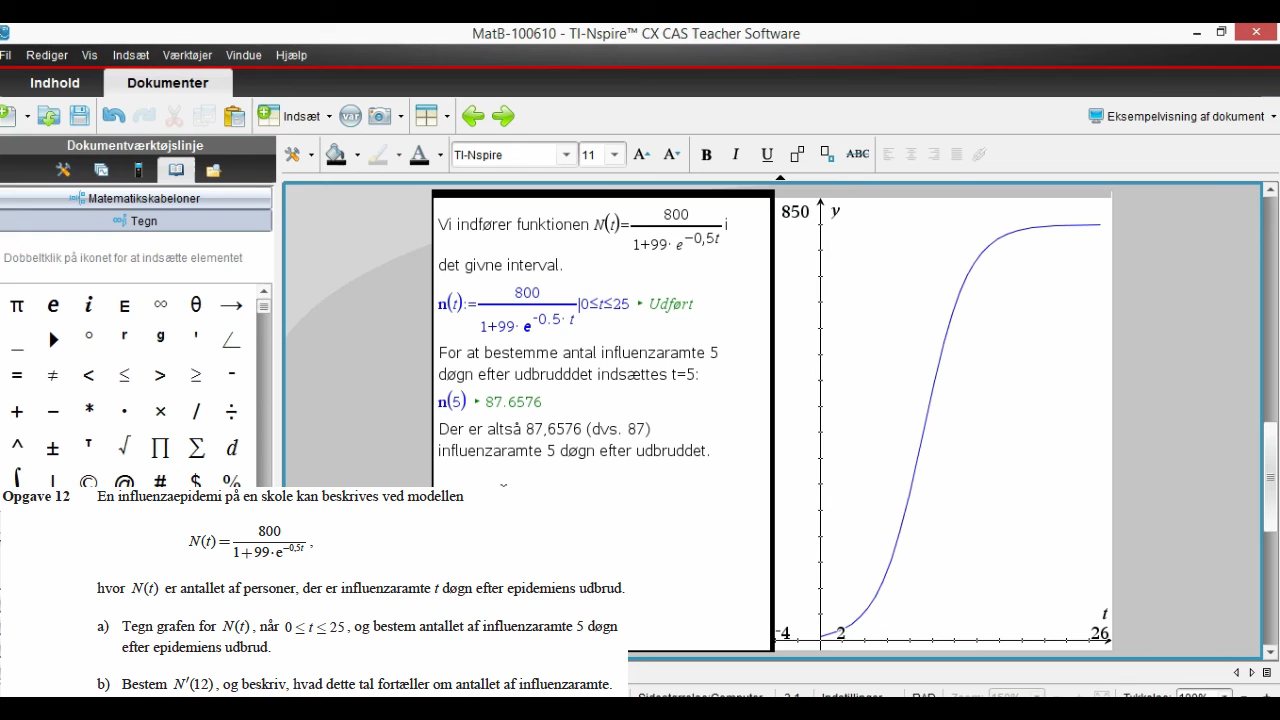 MatB-100610 - TI-Nspire™ CX CAS Teacher Software
Fil Rediger Vis Indsæt Værktøjer Vindue Hjælp
Indhold Dokumenter
Indsæt VAR Eksempelvisning af dokument
Dokumentværktøjslinje
TI-Nspire 11 A A B I U ABC
Matematikskabeloner
Tegn
Dobbeltklik på ikonet for at indsætte elementet
π e i E ∞ θ →
_ ▶ ° r g ' ∠
= ≠ < ≤ > ≥ -
+ − * · × / ÷
^ ± T √ ∏ ∑ d
∫ | © @ # $ %
Vi indfører funktionen N(t)=800/(1+99·e^−0,5t) i
det givne interval.
n(t):=800/(1+99·e^-0.5·t)|0≤t≤25 ▸ Udført
For at bestemme antal influenzaramte 5
døgn efter udbrudddet indsættes t=5:
n(5) ▸ 87.6576
Der er altså 87,6576 (dvs. 87)
influenzaramte 5 døgn efter udbruddet.
850 y
t
-4 2 26
Opgave 12 En influenzaepidemi på en skole kan beskrives ved modellen
N(t)=800/(1+99·e^−0,5t),
hvor N(t) er antallet af personer, der er influenzaramte t døgn efter epidemiens udbrud.
a) Tegn grafen for N(t), når 0≤t≤25, og bestem antallet af influenzaramte 5 døgn
efter epidemiens udbrud.
b) Bestem N′(12), og beskriv, hvad dette tal fortæller om antallet af influenzaramte.